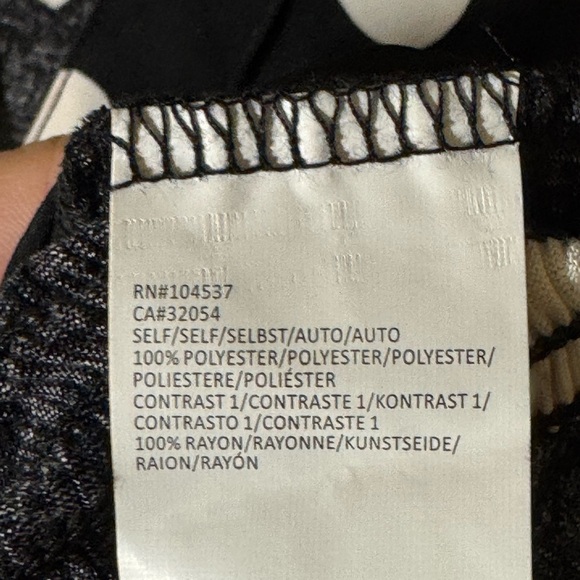 RN#104537
CA#32054
SELF/SELF/SELBST/AUTO/AUTO
100% POLYESTER/POLYESTER/POLYESTER/
POLIESTERE/POLIÉSTER
CONTRAST 1/CONTRASTE 1/KONTRAST 1/
CONTRASTO 1/CONTRASTE 1
100% RAYON/RAYONNE/KUNSTSEIDE/
RAION/RAYÓN